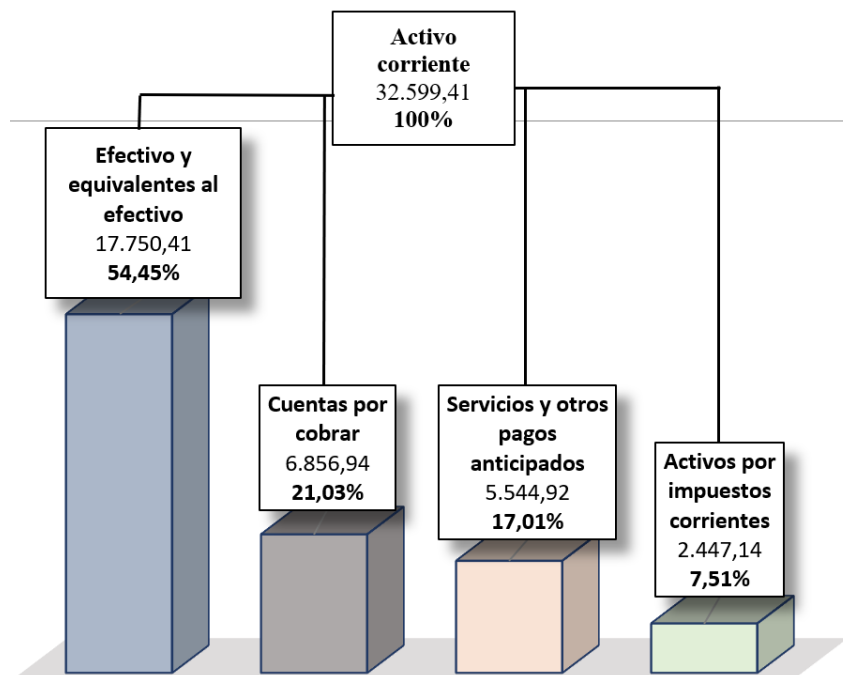 Activo
corriente
32.599,41
100%
Efectivo y
equivalentes al
efectivo
17.750,41
54,45%
Cuentas por
cobrar
6.856,94
21,03%
Servicios y otros
pagos
anticipados
5.544,92
17,01%
Activos por
impuestos
corrientes
2.447,14
7,51%